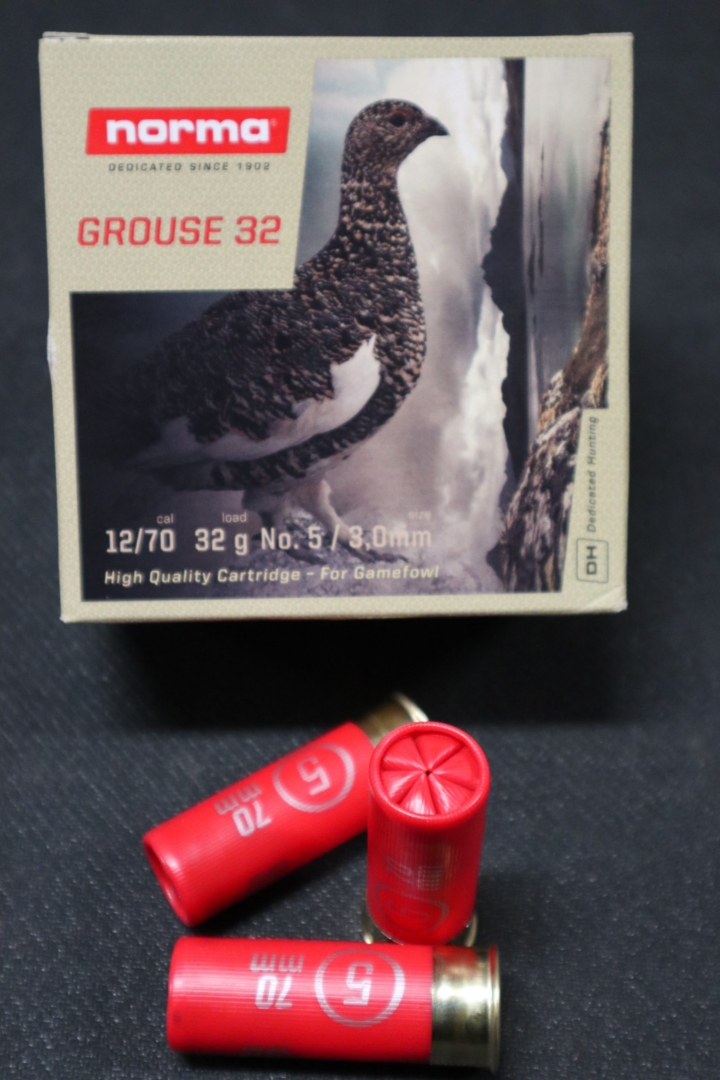 norma
DEDICATED SINCE 1902
GROUSE 32
cal load size
12/70 32 g No. 5 / 3,0mm
High Quality Cartridge - For Gamefowl
DH Dedicated Hunting
5
70
mm
5
70
mm